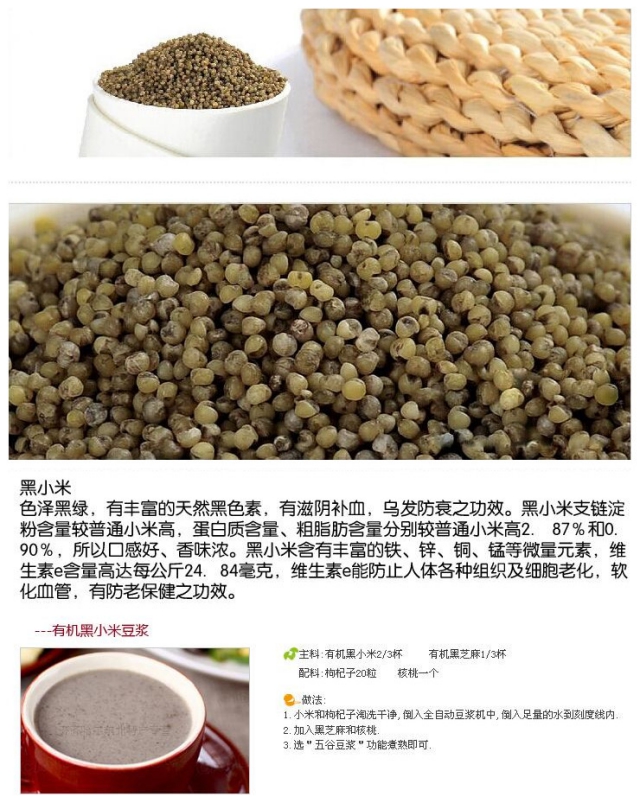 黑小米
色泽黑绿，有丰富的天然黑色素，有滋阴补血，乌发防衰之功效。黑小米支链淀
粉含量较普通小米高，蛋白质含量、粗脂肪含量分别较普通小米高2. 87％和0.
90％，所以口感好、香味浓。黑小米含有丰富的铁、锌、铜、锰等微量元素，维
生素e含量高达每公斤24. 84毫克，维生素e能防止人体各种组织及细胞老化，软
化血管，有防老保健之功效。
---有机黑小米豆浆
主料:有机黑小米2/3杯 有机黑芝麻1/3杯
配料:枸杞子20粒 核桃一个
做法:
1. 小米和枸杞子淘洗干净, 倒入全自动豆浆机中, 倒入足量的水到刻度线内.
2. 加入黑芝麻和核桃.
3. 选＂五谷豆浆＂功能煮熟即可.